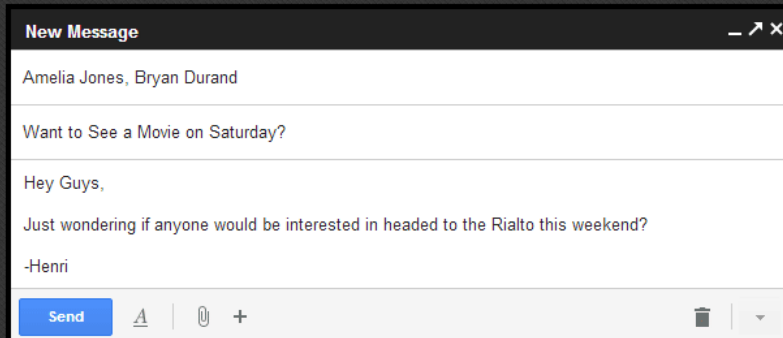 New Message
Amelia Jones, Bryan Durand
Want to See a Movie on Saturday?
Hey Guys,
Just wondering if anyone would be interested in headed to the Rialto this weekend?
-Henri
Send A